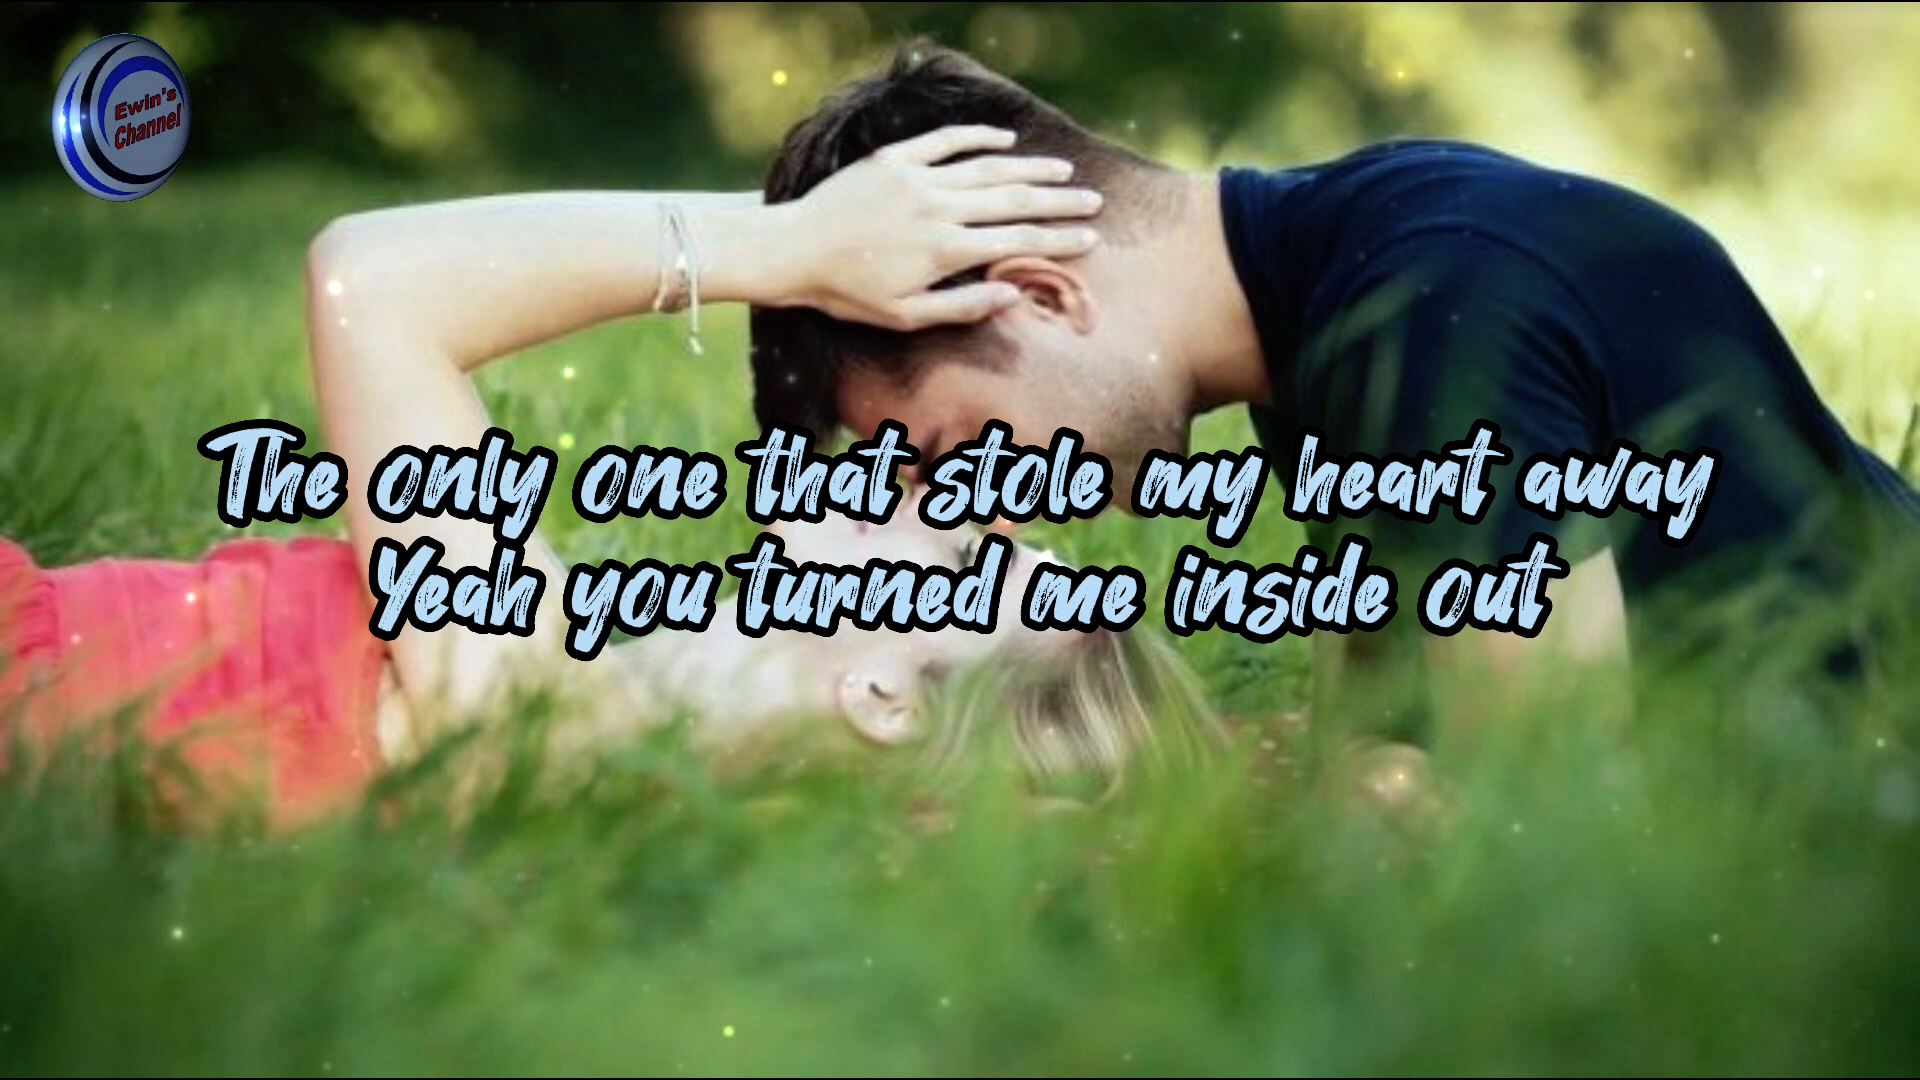 Ewin's
Channel
The only one that stole my heart away
Yeah you turned me inside out